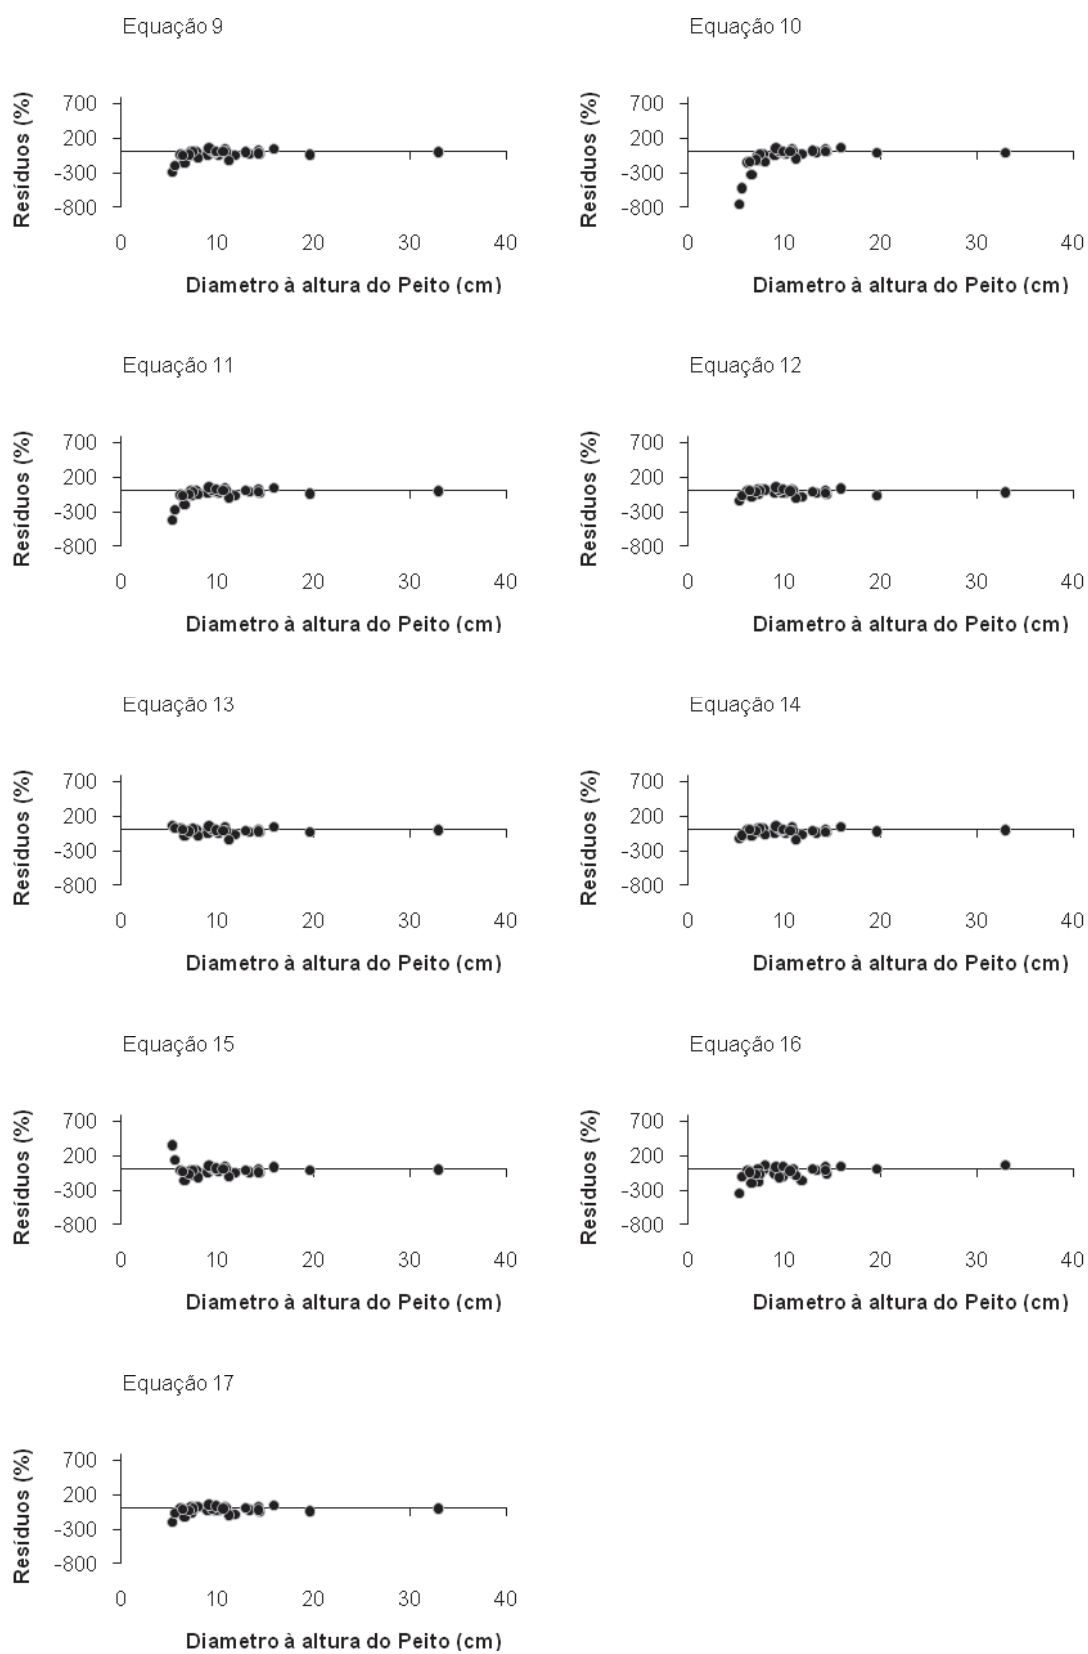 Equação 9
Resíduos (%)
700
200
-300
-800
0 10 20 30 40
Diametro à altura do Peito (cm)
Equação 10
Resíduos (%)
700
200
-300
-800
0 10 20 30 40
Diametro à altura do Peito (cm)
Equação 11
Resíduos (%)
700
200
-300
-800
0 10 20 30 40
Diametro à altura do Peito (cm)
Equação 12
Resíduos (%)
700
200
-300
-800
0 10 20 30 40
Diametro à altura do Peito (cm)
Equação 13
Resíduos (%)
700
200
-300
-800
0 10 20 30 40
Diametro à altura do Peito (cm)
Equação 14
Resíduos (%)
700
200
-300
-800
0 10 20 30 40
Diametro à altura do Peito (cm)
Equação 15
Resíduos (%)
700
200
-300
-800
0 10 20 30 40
Diametro à altura do Peito (cm)
Equação 16
Resíduos (%)
700
200
-300
-800
0 10 20 30 40
Diametro à altura do Peito (cm)
Equação 17
Resíduos (%)
700
200
-300
-800
0 10 20 30 40
Diametro à altura do Peito (cm)